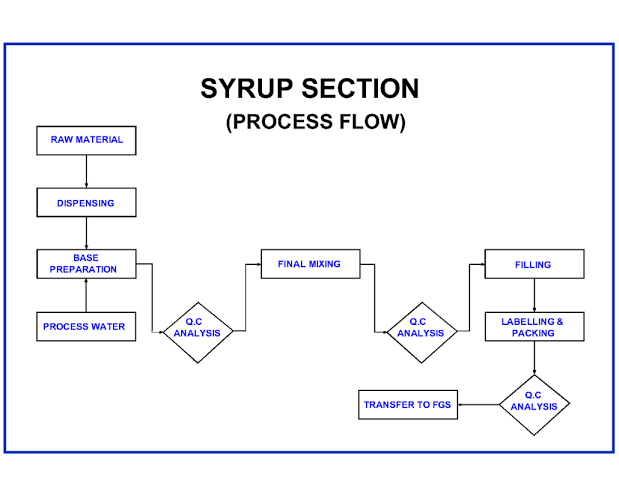 SYRUP SECTION
(PROCESS FLOW)
RAW MATERIAL
DISPENSING
BASE
PREPARATION
PROCESS WATER
Q.C
ANALYSIS
FINAL MIXING
Q.C
ANALYSIS
FILLING
LABELLING &
PACKING
Q.C
ANALYSIS
TRANSFER TO FGS